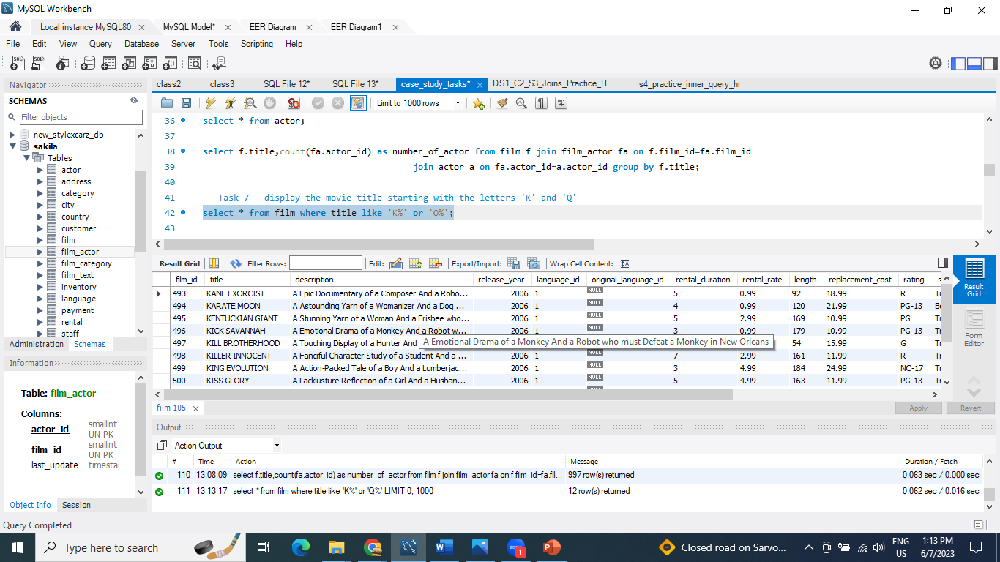 MySQL Workbench
Local instance MySQL80 MySQL Model* EER Diagram EER Diagram1
File Edit View Query Database Server Tools Scripting Help
Navigator
SCHEMAS
Filter objects
new_stylexcarz_db
sakila
Tables
actor
address
category
city
country
customer
film
film_actor
film_category
film_text
inventory
language
payment
rental
staff
Administration Schemas
Information
Table: film_actor
Columns:
actor_id smallint UN PK
film_id smallint UN PK
last_update timesta
Object Info Session
class2 class3 SQL File 12* SQL File 13* case_study_tasks* DS1_C2_S3_Joins_Practice_H... s4_practice_inner_query_hr
Limit to 1000 rows
36 select * from actor;
37
38 select f.title,count(fa.actor_id) as number_of_actor from film f join film_actor fa on f.film_id=fa.film_id
39 join actor a on fa.actor_id=a.actor_id group by f.title;
40
41 -- Task 7 - display the movie title starting with the letters 'K' and 'Q'
42 select * from film where title like 'K%' or 'Q%';
43
Result Grid Filter Rows: Edit: Export/Import: Wrap Cell Content:
film_id title description release_year language_id original_language_id rental_duration rental_rate length replacement_cost rating s
493 KANE EXORCIST A Epic Documentary of a Composer And a Robo... 2006 1 NULL 5 0.99 92 18.99 R Tr
494 KARATE MOON A Astounding Yarn of a Womanizer And a Dog ... 2006 1 NULL 4 0.99 120 21.99 PG-13 Be
495 KENTUCKIAN GIANT A Stunning Yarn of a Woman And a Frisbee who... 2006 1 NULL 5 2.99 169 10.99 PG Tr
496 KICK SAVANNAH A Emotional Drama of a Monkey And a Robot w... 2006 1 NULL 3 0.99 179 10.99 PG-13 Tr
497 KILL BROTHERHOOD A Touching Display of a Hunter And 54 15.99 G Tr
A Emotional Drama of a Monkey And a Robot who must Defeat a Monkey in New Orleans
498 KILLER INNOCENT A Fanciful Character Study of a Student And a ... 2006 1 NULL 7 2.99 161 11.99 R Tr
499 KING EVOLUTION A Action-Packed Tale of a Boy And a Lumberjac... 2006 1 NULL 3 4.99 184 24.99 NC-17 Tr
500 KISS GLORY A Lacklusture Reflection of a Girl And a Husban... 2006 1 NULL 5 4.99 163 11.99 PG-13 Tr
Result Grid
Form Editor
film 105 Apply Revert
Output
Action Output
# Time Action Message Duration / Fetch
110 13:08:09 select f.title,count(fa.actor_id) as number_of_actor from film f join film_actor fa on f.film_id=fa.fil... 997 row(s) returned 0.063 sec / 0.000 sec
111 13:13:17 select * from film where title like 'K%' or 'Q%' LIMIT 0, 1000 12 row(s) returned 0.062 sec / 0.016 sec
Query Completed
Type here to search 1 Closed road on Sarvo... ENG US 1:13 PM 6/7/2023